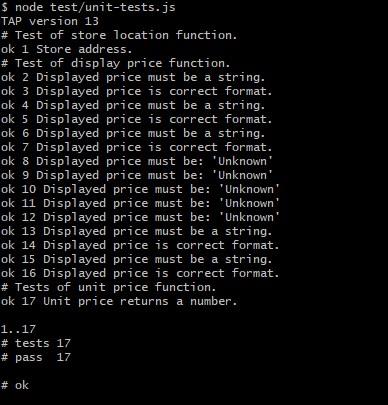 $ node test/unit-tests.js
TAP version 13
# Test of store location function.
ok 1 Store address.
# Test of display price function.
ok 2 Displayed price must be a string.
ok 3 Displayed price is correct format.
ok 4 Displayed price must be a string.
ok 5 Displayed price is correct format.
ok 6 Displayed price must be a string.
ok 7 Displayed price is correct format.
ok 8 Displayed price must be: 'Unknown'
ok 9 Displayed price must be: 'Unknown'
ok 10 Displayed price must be: 'Unknown'
ok 11 Displayed price must be: 'Unknown'
ok 12 Displayed price must be: 'Unknown'
ok 13 Displayed price must be a string.
ok 14 Displayed price is correct format.
ok 15 Displayed price must be a string.
ok 16 Displayed price is correct format.
# Tests of unit price function.
ok 17 Unit price returns a number.

1..17
# tests 17
# pass  17

# ok